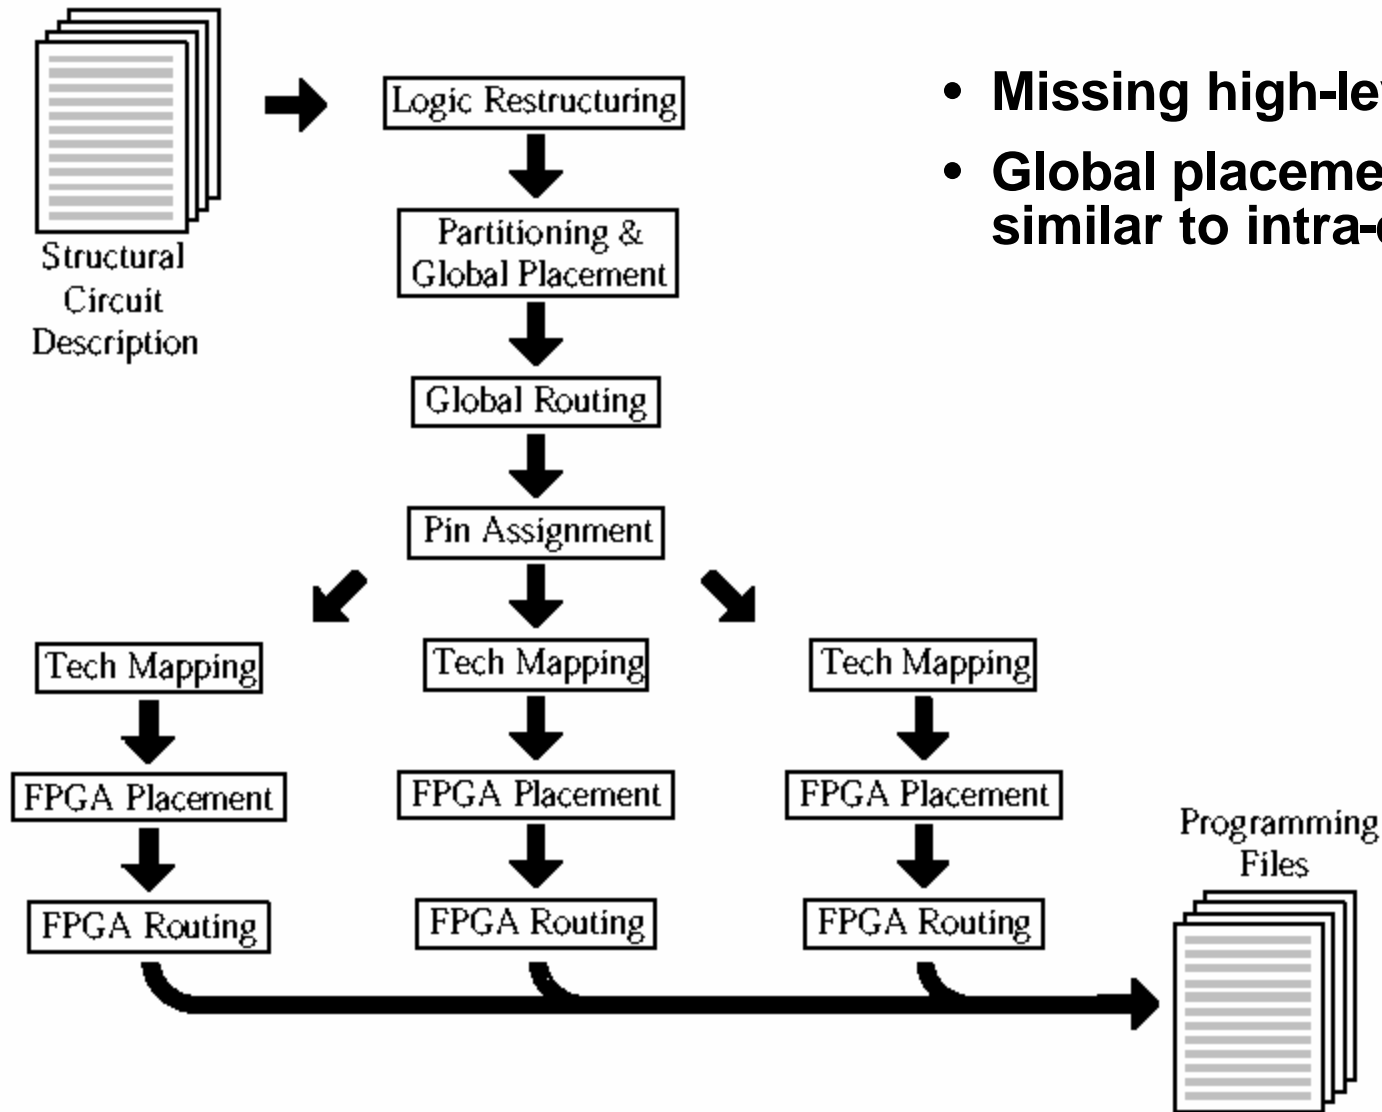 Structural
Circuit
Description
Logic Restructuring
Partitioning &
Global Placement
Global Routing
Pin Assignment
Tech Mapping
Tech Mapping
Tech Mapping
FPGA Placement
FPGA Placement
FPGA Placement
FPGA Routing
FPGA Routing
FPGA Routing
Programming
Files
• Missing high-le
• Global placeme
similar to intra-